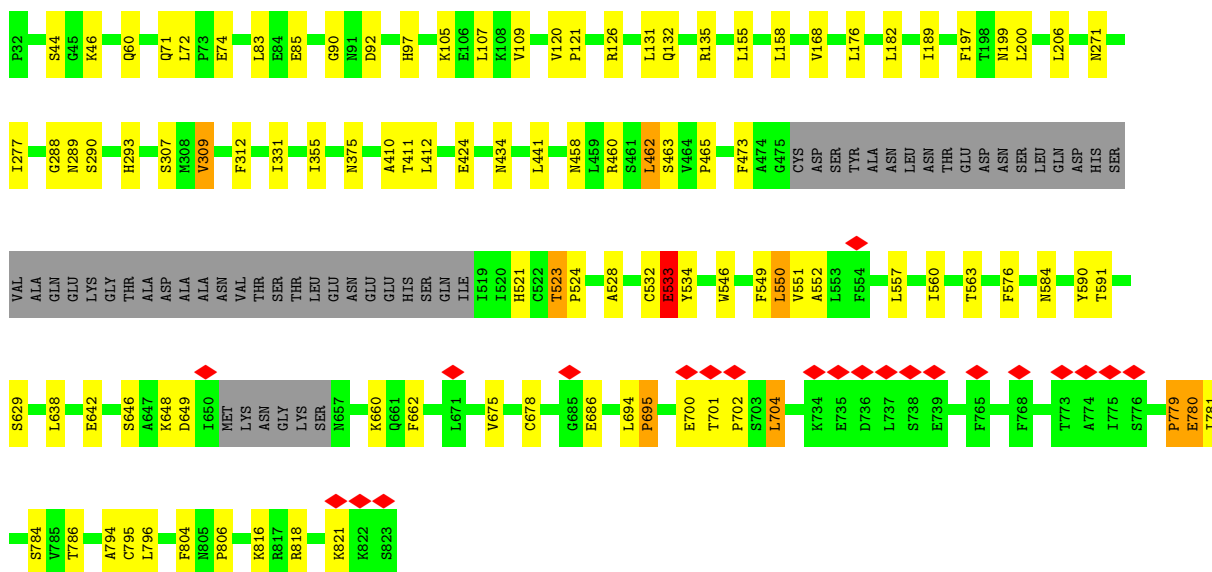 P32 S44 G45 K46 Q60 Q71 L72 P73 E74 L83 E84 E85 G90 N91 D92 H97 K105 E106 L107 K108 V109 V120 P121 R126 L131 Q132 R135 L155 L158 V168 L176 L182 I189 F197 T198 N199 L200 L206 N271
I277 G288 N289 S290 H293 S307 M308 V309 F312 I331 I355 N375 A410 T411 L412 E424 N434 L441 N458 L459 R460 S461 L462 S463 V464 P465 F473 A474 G475 CYS ASP SER TYR ALA ASN LEU ASN THR GLU ASP ASN SER LEU GLN ASP HIS SER
VAL ALA GLN GLU LYS GLY THR ALA ASP ALA ALA ASN VAL THR SER THR LEU GLU ASN GLU GLU HIS SER GLN ILE I519 I520 H521 C522 T523 P524 A528 C532 E533 Y534 W546 F549 L550 V551 A552 L553 F554 L557 I560 T563 F576 N584 Y590 T591
S629 L638 E642 S646 A647 K648 D649 I650 MET LYS ASN GLY LYS SER N657 K660 Q661 F662 L671 V675 C678 G685 E686 L694 P695 E700 T701 P702 S703 L704 K734 E735 D736 L737 S738 E739 F765 F768 T773 A774 I775 S776 P779 E780 I781
S784 V785 T786 A794 C795 L796 F804 N805 P806 K816 R817 R818 K821 K822 S823